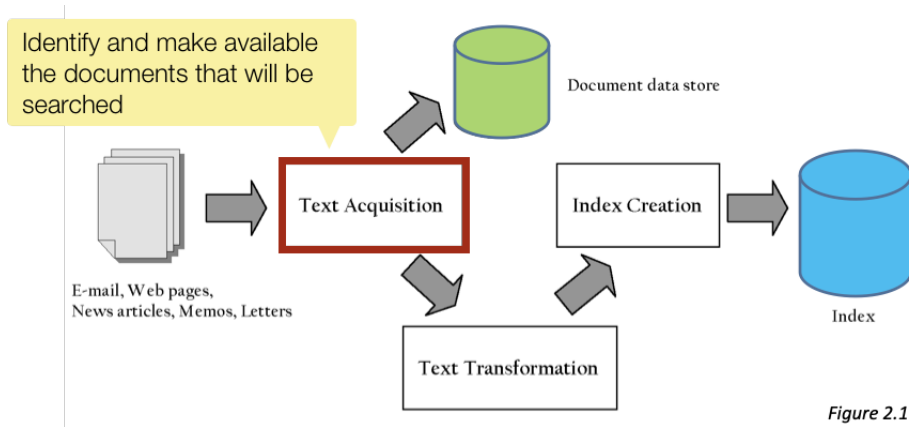 Identify and make available
the documents that will be
searched
Document data store
Text Acquisition
Index Creation
E-mail, Web pages,
News articles, Memos, Letters
Index
Text Transformation
Figure 2.1